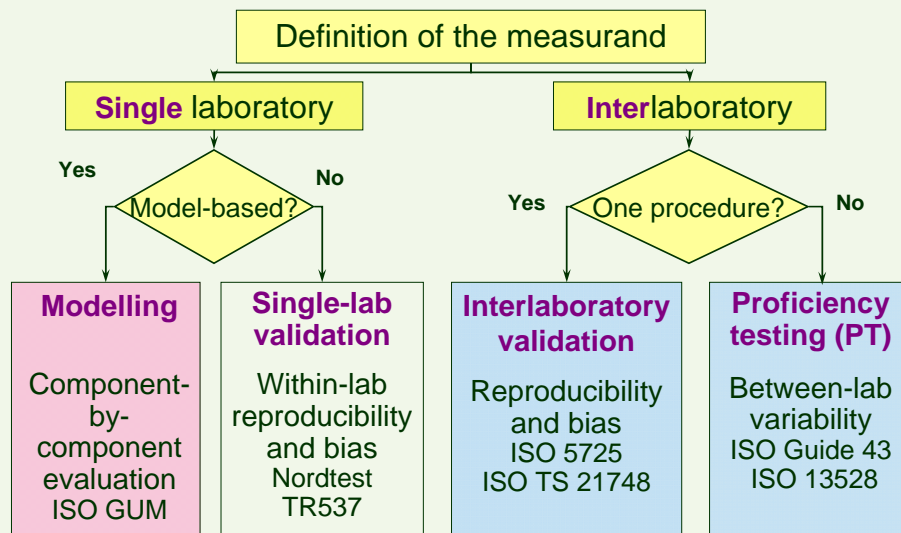 Definition of the measurand
Single laboratory
Interlaboratory
Yes
No
Model-based?
Yes
No
One procedure?
Modelling
Component-
by-
component
evaluation
ISO GUM
Single-lab
validation
Within-lab
reproducibility
and bias
Nordtest
TR537
Interlaboratory
validation
Reproducibility
and bias
ISO 5725
ISO TS 21748
Proficiency
testing (PT)
Between-lab
variability
ISO Guide 43
ISO 13528